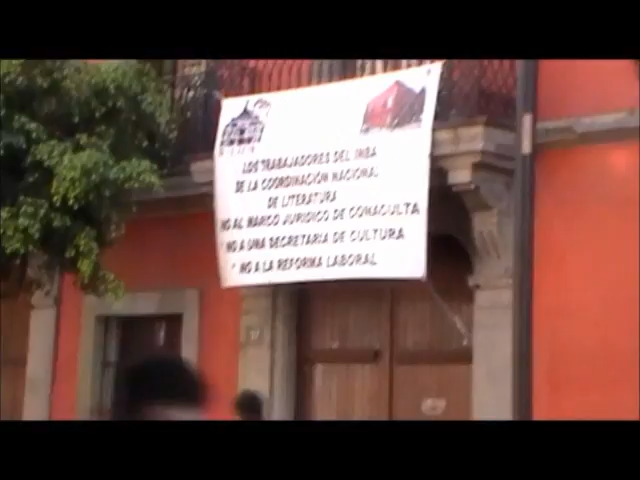 LOS TRABAJADORES DEL INBA
DE LA COORDINACION NACIONAL
DE LITERATURA
NO AL MARCO JURIDICO DE CONACULTA
* NO A UNA SECRETARIA DE CULTURA
* NO A LA REFORMA LABORAL